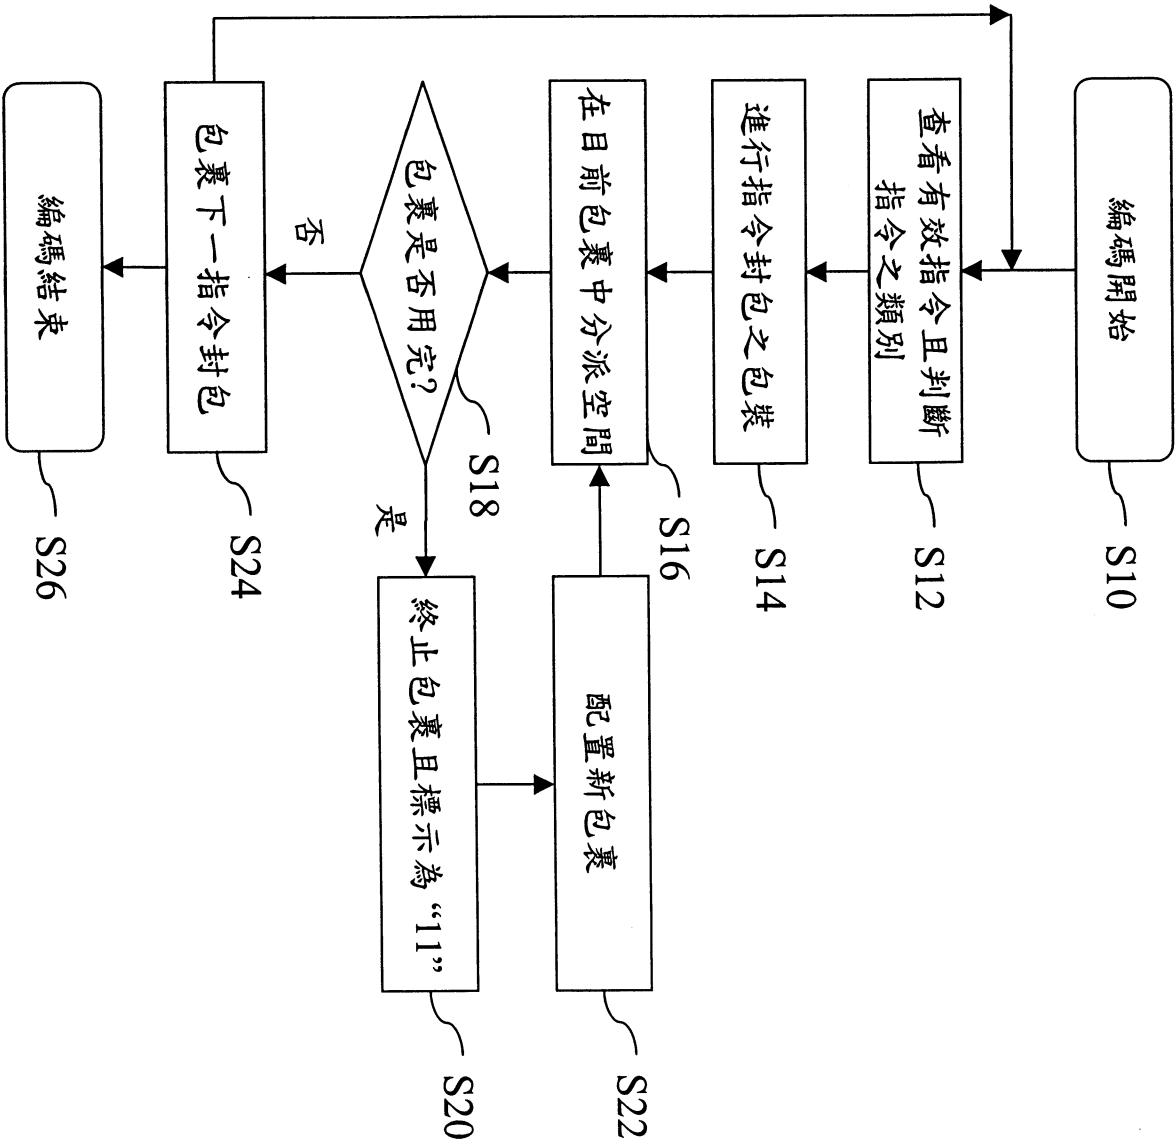 編碼開始
S10
查看有效指令且判斷
指令之類別
S12
進行指令封包之包裝
S14
在目前包裹中分派空間
S16
包裹是否用完?
S18
是
否
終止包裹且標示為“11”
S20
配置新包裹
S22
包裹下一指令封包
S24
編碼結束
S26